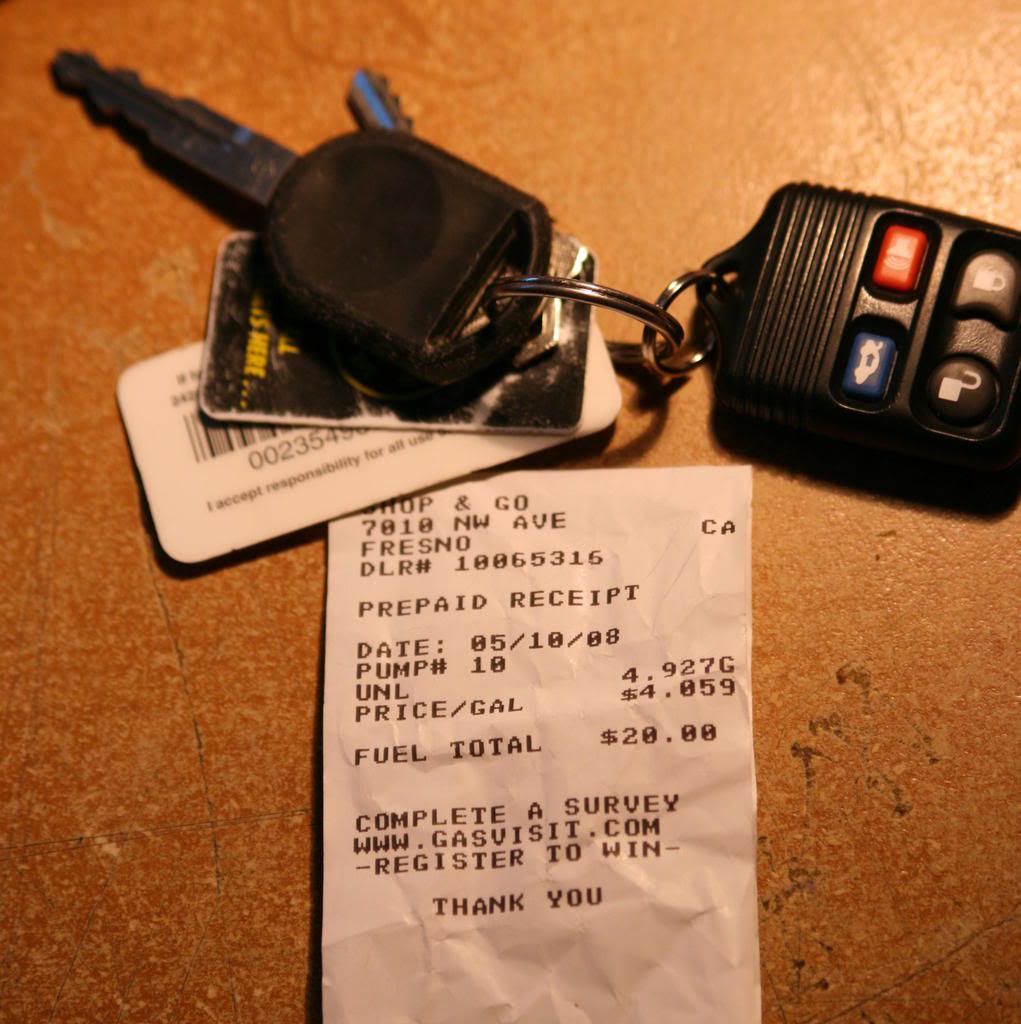 00235496
I accept responsibility for all use
SHOP & GO
7010 NW AVE CA
FRESNO
DLR# 10065316
PREPAID RECEIPT
DATE: 05/10/08
PUMP# 10
UNL 4.927G
PRICE/GAL $4.059
FUEL TOTAL $20.00
COMPLETE A SURVEY
WWW.GASVISIT.COM
-REGISTER TO WIN-
THANK YOU